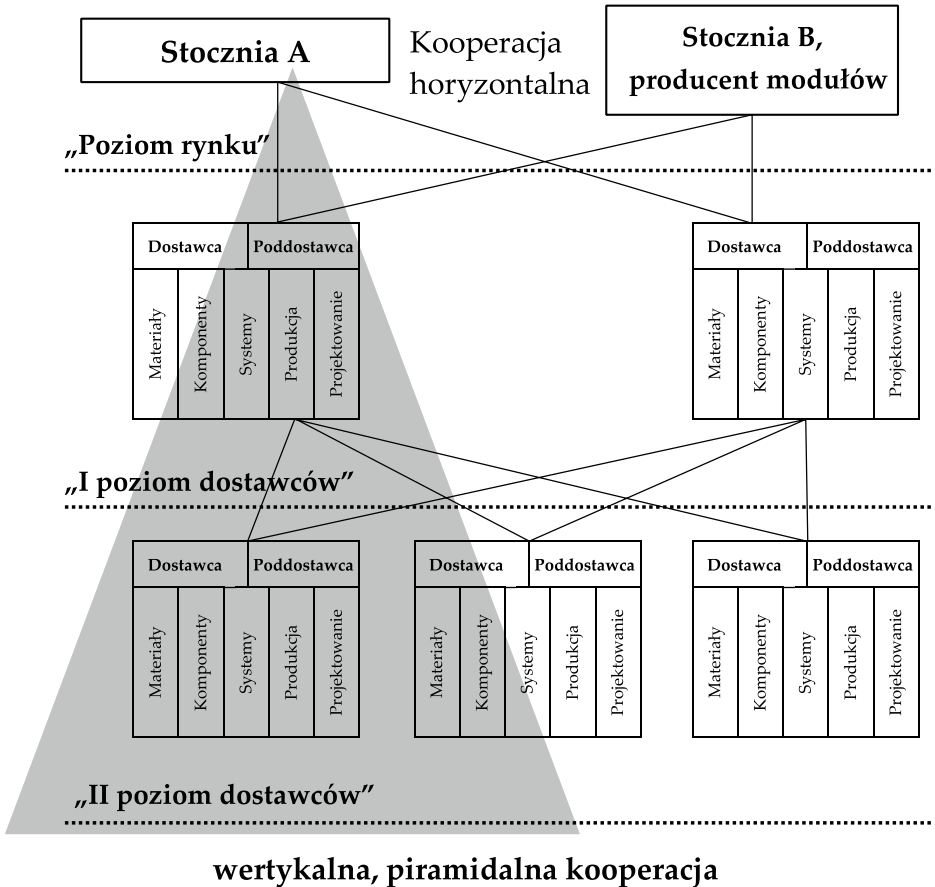 Stocznia A
Kooperacja
horyzontalna
Stocznia B,
producent modułów
„Poziom rynku”
Dostawca
Poddostawca
Materiały
Komponenty
Systemy
Produkcja
Projektowanie
Dostawca
Poddostawca
Materiały
Komponenty
Systemy
Produkcja
Projektowanie
„I poziom dostawców”
Dostawca
Poddostawca
Materiały
Komponenty
Systemy
Produkcja
Projektowanie
Dostawca
Poddostawca
Materiały
Komponenty
Systemy
Produkcja
Projektowanie
Dostawca
Poddostawca
Materiały
Komponenty
Systemy
Produkcja
Projektowanie
„II poziom dostawców”
wertykalna, piramidalna kooperacja